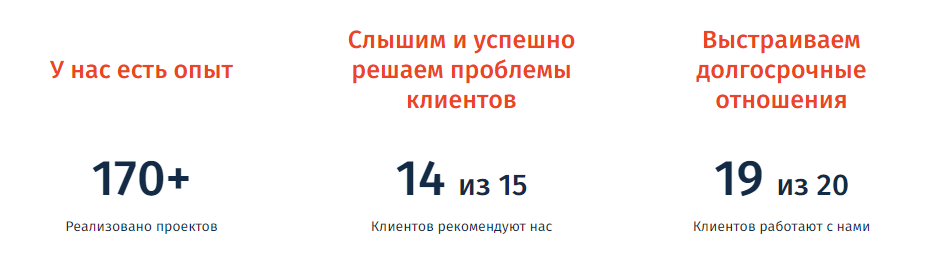 У нас есть опыт
Слышим и успешно
решаем проблемы
клиентов
Выстраиваем
долгосрочные
отношения
170+
14 из 15
19 из 20
Реализовано проектов
Клиентов рекомендуют нас
Клиентов работают с нами